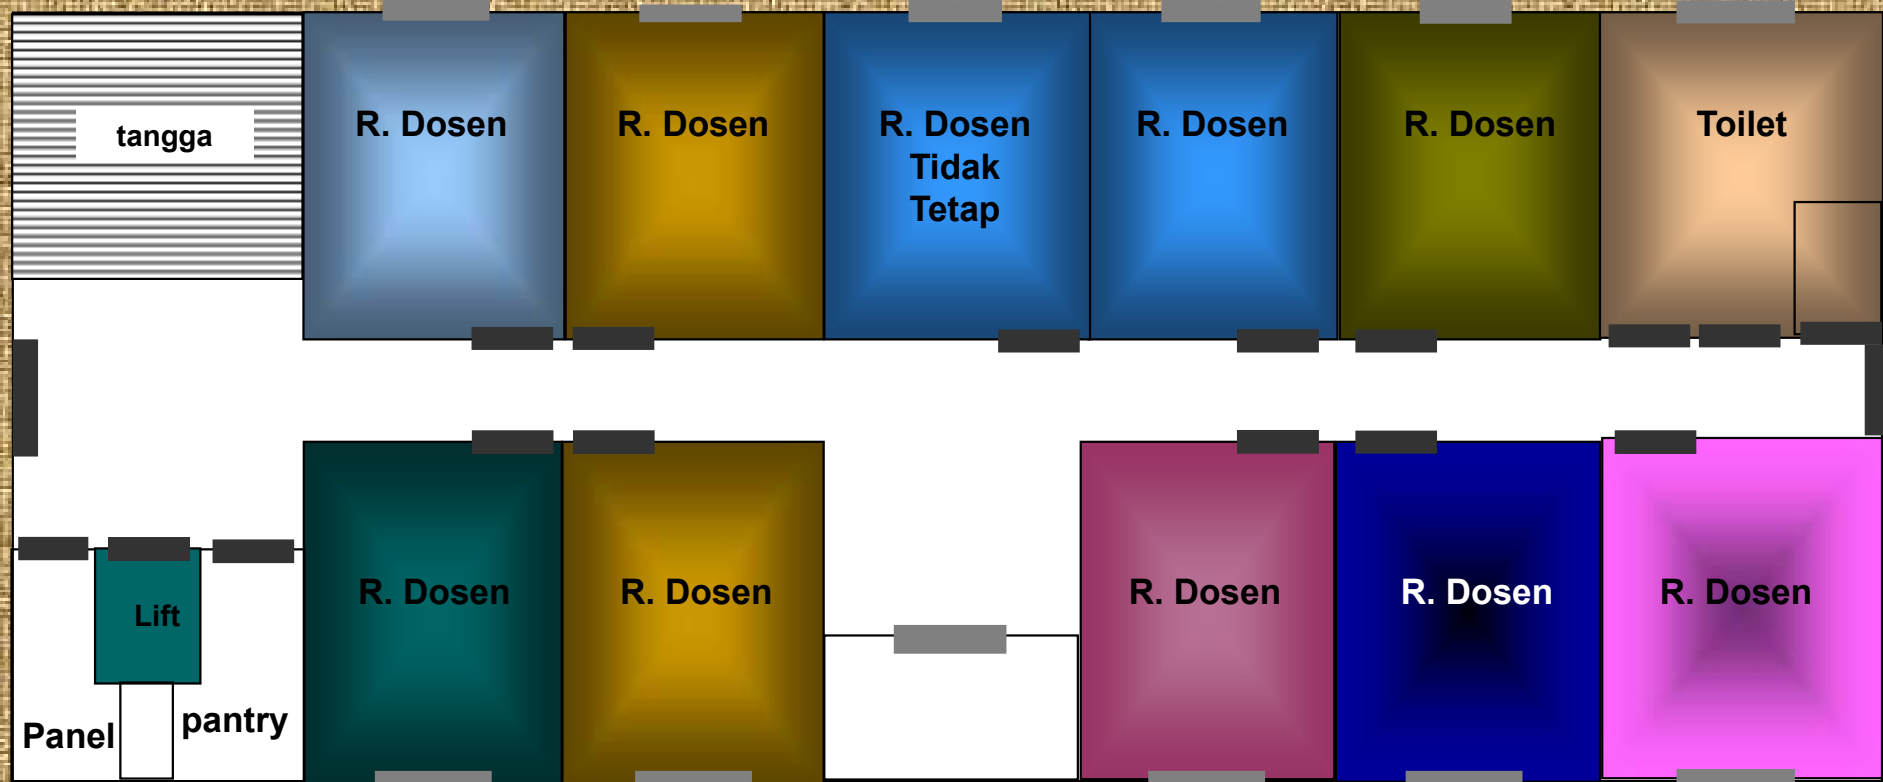 tangga
R. Dosen
R. Dosen
R. Dosen
Tidak
Tetap
R. Dosen
R. Dosen
Toilet
Lift
Panel
pantry
R. Dosen
R. Dosen
R. Dosen
R. Dosen
R. Dosen